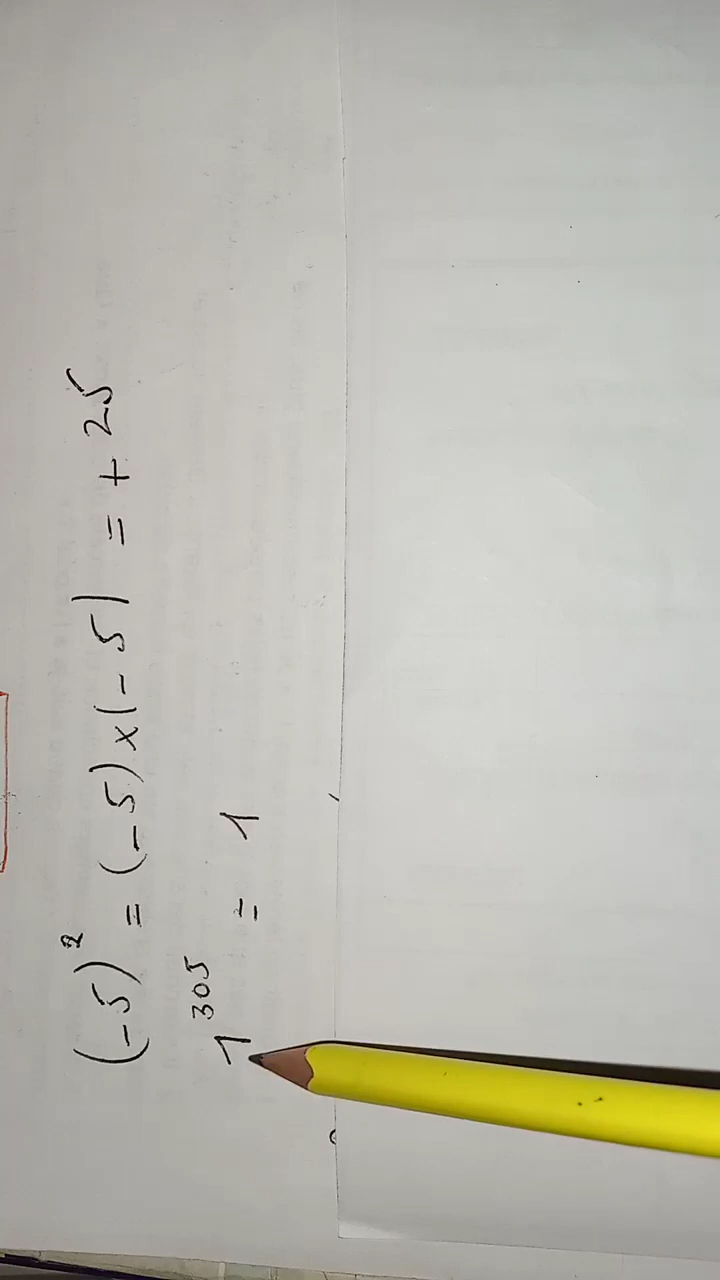 (-5)² = (-5)×(-5) = +25
1³⁰⁵ = 1